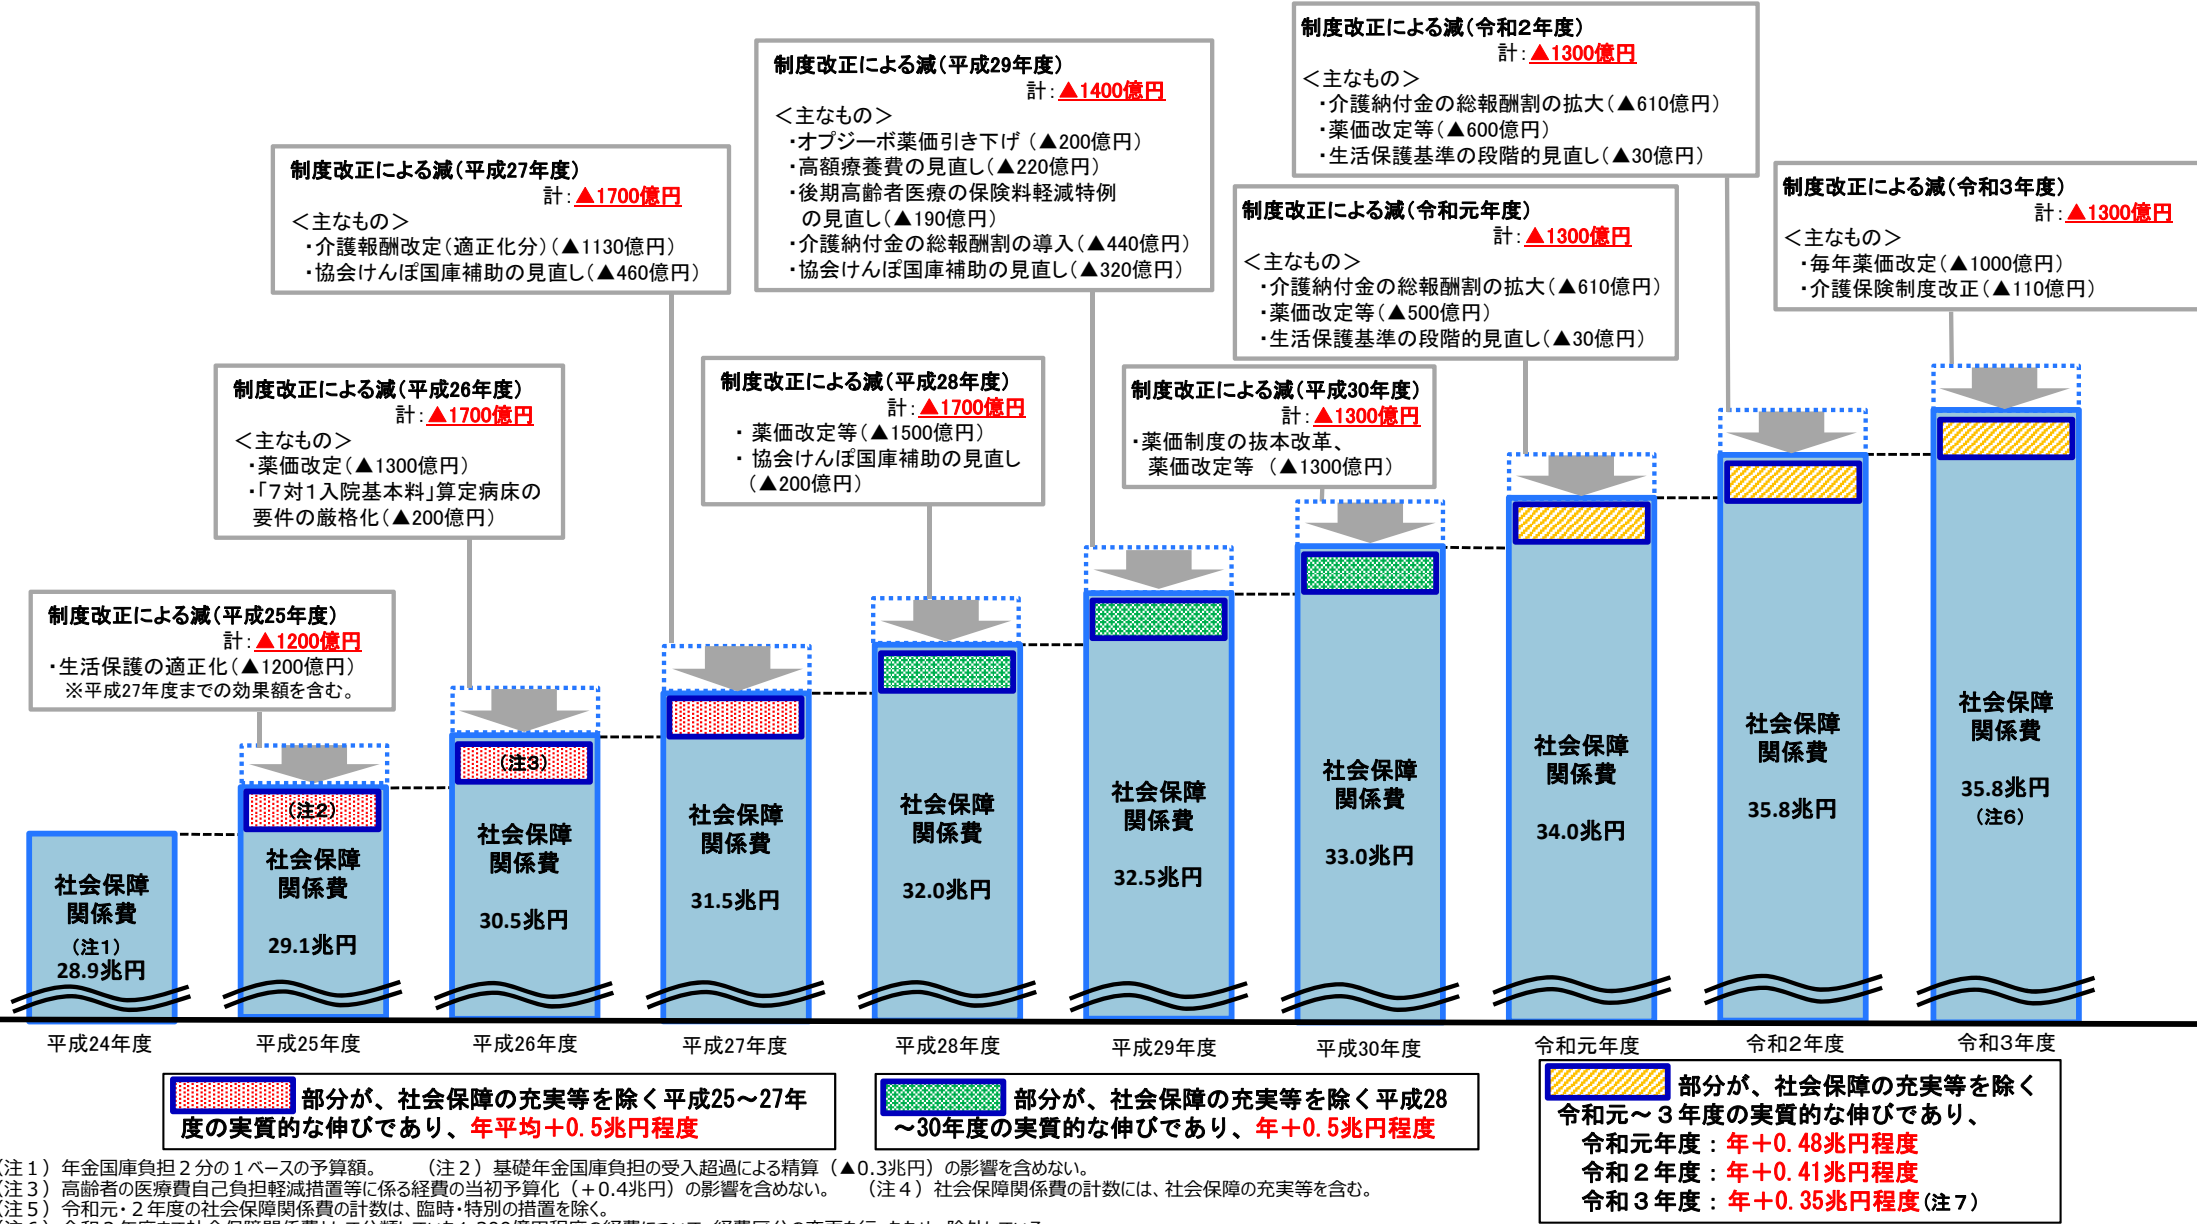 制度改正による減(令和2年度)
計:▲1300億円
<主なもの>
・介護納付金の総報酬割の拡大(▲610億円)
・薬価改定等(▲600億円)
・生活保護基準の段階的見直し(▲30億円)
制度改正による減(平成29年度)
計:▲1400億円
<主なもの>
・オプジーボ薬価引き下げ (▲200億円)
・高額療養費の見直し(▲220億円)
・後期高齢者医療の保険料軽減特例
の見直し(▲190億円)
・介護納付金の総報酬割の導入(▲440億円)
・協会けんぽ国庫補助の見直し(▲320億円)
制度改正による減(平成27年度)
計:▲1700億円
<主なもの>
・介護報酬改定(適正化分)(▲1130億円)
・協会けんぽ国庫補助の見直し(▲460億円)
制度改正による減(令和3年度)
計:▲1300億円
<主なもの>
・毎年薬価改定(▲1000億円)
・介護保険制度改正(▲110億円)
制度改正による減(令和元年度)
計:▲1300億円
<主なもの>
・介護納付金の総報酬割の拡大(▲610億円)
・薬価改定等(▲500億円)
・生活保護基準の段階的見直し(▲30億円)
制度改正による減(平成26年度)
計:▲1700億円
<主なもの>
・薬価改定(▲1300億円)
・「7対1入院基本料」算定病床の
要件の厳格化(▲200億円)
制度改正による減(平成28年度)
計:▲1700億円
・薬価改定等(▲1500億円)
・協会けんぽ国庫補助の見直し
(▲200億円)
制度改正による減(平成30年度)
計:▲1300億円
・薬価制度の抜本改革、
薬価改定等 (▲1300億円)
制度改正による減(平成25年度)
計:▲1200億円
・生活保護の適正化(▲1200億円)
※平成27年度までの効果額を含む。
社会保障
関係費
(注1)
28.9兆円
(注2)
社会保障
関係費
29.1兆円
(注3)
社会保障
関係費
30.5兆円
社会保障
関係費
31.5兆円
社会保障
関係費
32.0兆円
社会保障
関係費
32.5兆円
社会保障
関係費
33.0兆円
社会保障
関係費
34.0兆円
社会保障
関係費
35.8兆円
社会保障
関係費
35.8兆円
(注6)
平成24年度
平成25年度
平成26年度
平成27年度
平成28年度
平成29年度
平成30年度
令和元年度
令和2年度
令和3年度
部分が、社会保障の充実等を除く平成25~27年
度の実質的な伸びであり、年平均+0.5兆円程度
部分が、社会保障の充実等を除く平成28
~30年度の実質的な伸びであり、年+0.5兆円程度
部分が、社会保障の充実等を除く
令和元~3年度の実質的な伸びであり、
令和元年度:年+0.48兆円程度
令和2年度:年+0.41兆円程度
令和3年度:年+0.35兆円程度(注7)
(注1)年金国庫負担2分の1ベースの予算額。 (注2)基礎年金国庫負担の受入超過による精算(▲0.3兆円)の影響を含めない。
(注3)高齢者の医療費自己負担軽減措置等に係る経費の当初予算化(+0.4兆円)の影響を含めない。 (注4)社会保障関係費の計数には、社会保障の充実等を含む。
(注5)令和元・2年度の社会保障関係費の計数は、臨時・特別の措置を除く。